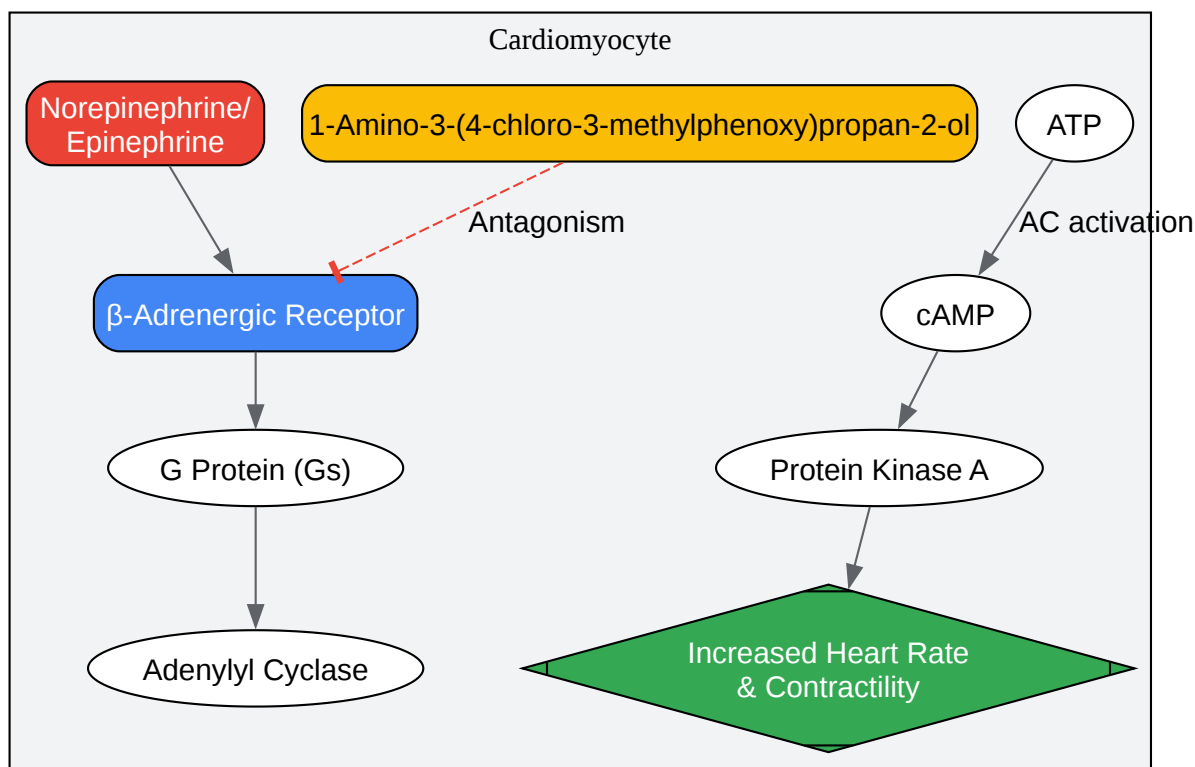 Cardiomyocyte
Norepinephrine/
Epinephrine
1-Amino-3-(4-chloro-3-methylphenoxy)propan-2-ol
ATP
Antagonism
AC activation
β-Adrenergic Receptor
cAMP
G Protein (Gs)
Protein Kinase A
Adenylyl Cyclase
Increased Heart Rate
& Contractility